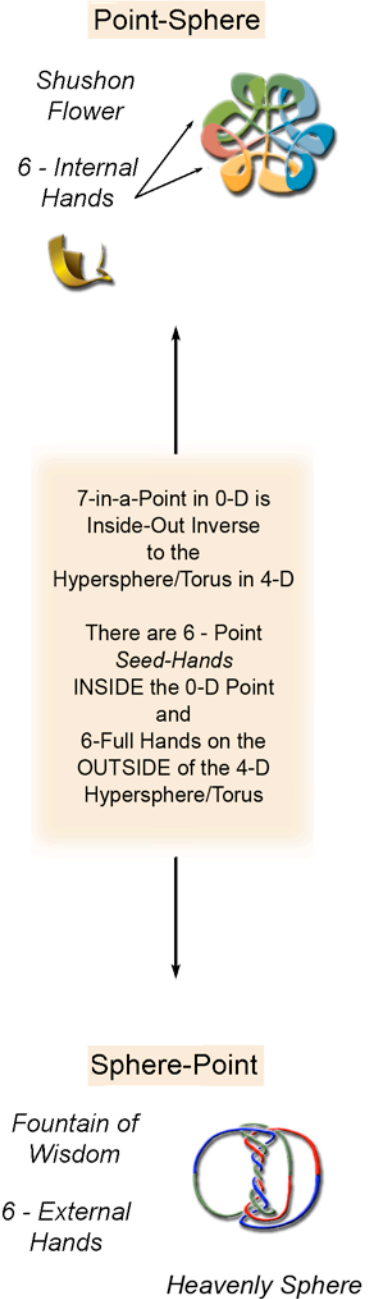 Point-Sphere
Shushon
Flower
6 - Internal
Hands
7-in-a-Point in 0-D is
Inside-Out Inverse
to the
Hypersphere/Torus in 4-D
There are 6 - Point
Seed-Hands
INSIDE the 0-D Point
and
6-Full Hands on the
OUTSIDE of the 4-D
Hypersphere/Torus
Sphere-Point
Fountain of
Wisdom
6 - External
Hands
Heavenly Sphere